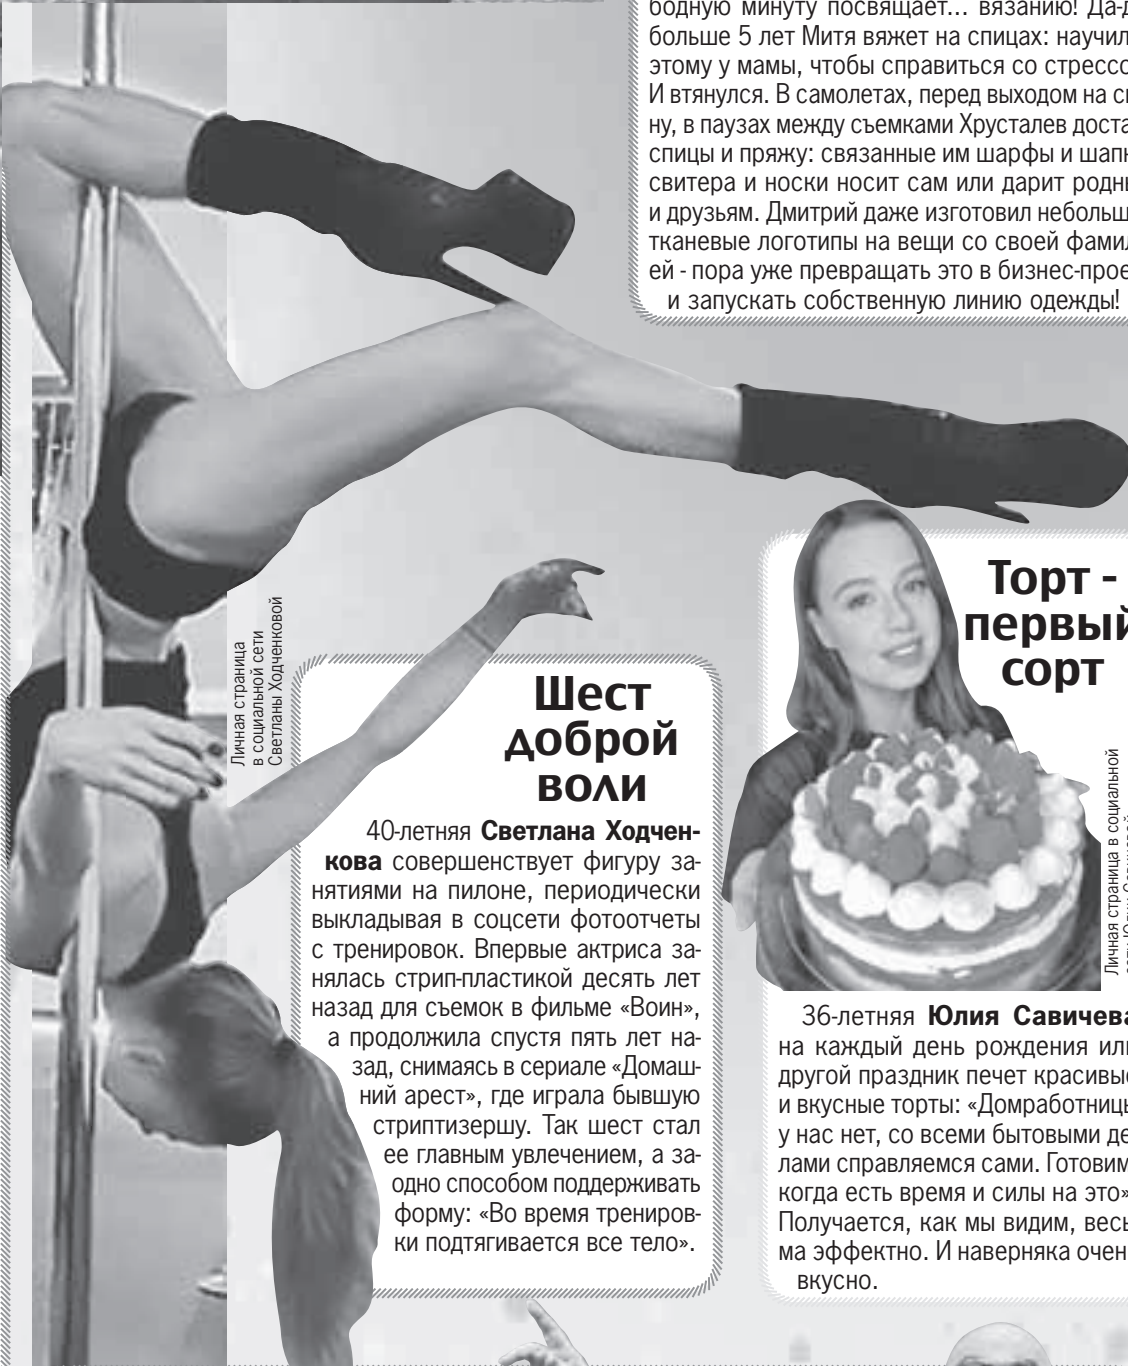 бодную минуту посвящает... вязанию! Да-д
больше 5 лет Митя вяжет на спицах: научил
этому у мамы, чтобы справиться со стрессо
И втянулся. В самолетах, перед выходом на сц
ну, в паузах между съемками Хрусталев доста
спицы и пряжу: связанные им шарфы и шапк
свитера и носки носит сам или дарит родны
и друзьям. Дмитрий даже изготовил небольш
тканевые логотипы на вещи со своей фамил
ей - пора уже превращать это в бизнес-прое
и запускать собственную линию одежды!
Личная страница
в социальной сети
Светланы Ходченковой
Шест
доброй
воли
40-летняя Светлана Ходчен-
кова совершенствует фигуру за-
нятиями на пилоне, периодически
выкладывая в соцсети фотоотчеты
с тренировок. Впервые актриса за-
нялась стрип-пластикой десять лет
назад для съемок в фильме «Воин»,
а продолжила спустя пять лет на-
зад, снимаясь в сериале «Домаш-
ний арест», где играла бывшую
стриптизершу. Так шест стал
ее главным увлечением, а за-
одно способом поддерживать
форму: «Во время трениров-
ки подтягивается все тело».
Торт -
первый
сорт
Личная страница в социальной
36-летняя Юлия Савичева
на каждый день рождения или
другой праздник печет красивые
и вкусные торты: «Домработницы
у нас нет, со всеми бытовыми де-
лами справляемся сами. Готовим,
когда есть время и силы на это».
Получается, как мы видим, весь-
ма эффектно. И наверняка очень
вкусно.